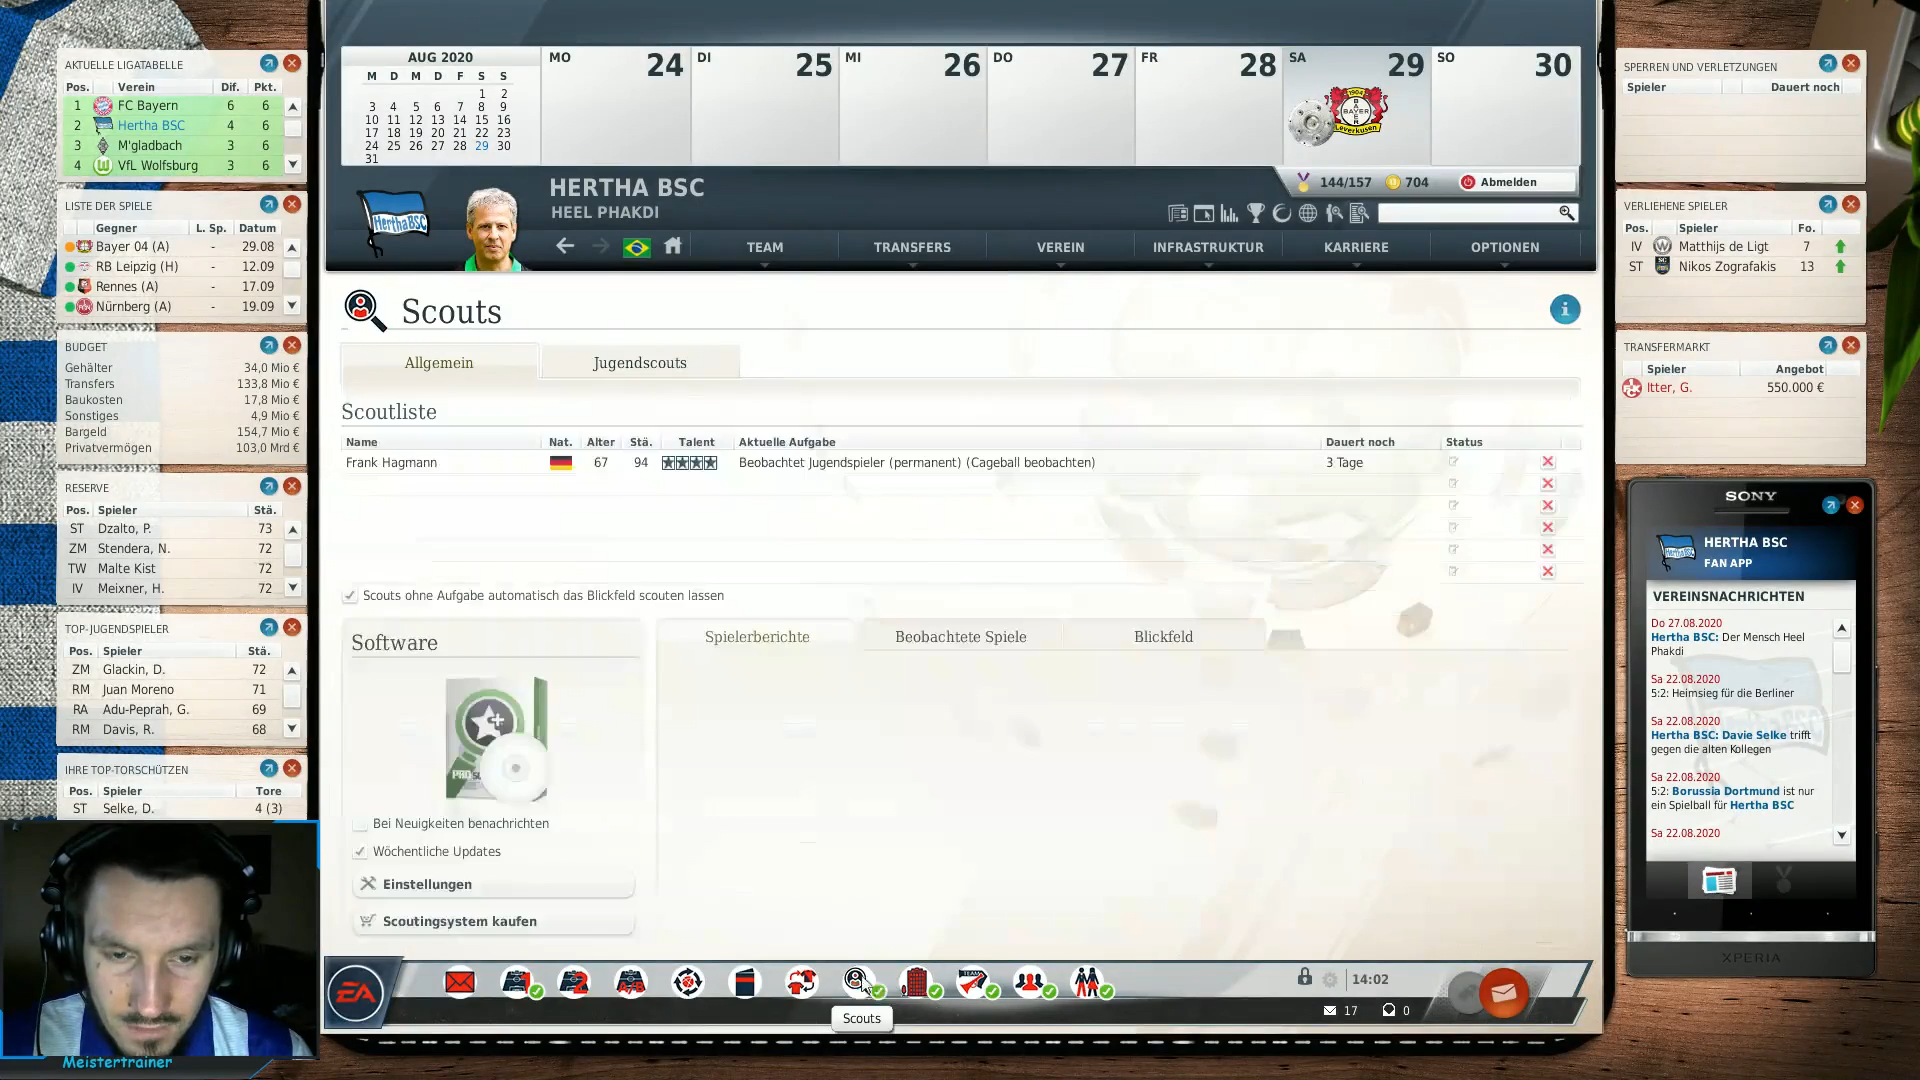 AKTUELLE LIGATABELLE
Pos. Verein Dif. Pkt.
1 FC Bayern 6 6
2 Hertha BSC 4 6
3 M'gladbach 3 6
4 VfL Wolfsburg 3 6
LISTE DER SPIELE
Gegner L. Sp. Datum
Bayer 04 (A) - 29.08
RB Leipzig (H) - 12.09
Rennes (A) - 17.09
Nürnberg (A) - 19.09
BUDGET
Gehälter 34,0 Mio €
Transfers 133,8 Mio €
Baukosten 17,8 Mio €
Sonstiges 4,9 Mio €
Bargeld 154,7 Mio €
Privatvermögen 103,0 Mrd €
RESERVE
Pos. Spieler Stä.
ST Dzalto, P. 73
ZM Stendera, N. 72
TW Malte Kist 72
IV Meixner, H. 72
TOP-JUGENDSPIELER
Pos. Spieler Stä.
ZM Glackin, D. 72
RM Juan Moreno 71
RA Adu-Peprah, G. 69
RM Davis, R. 68
IHRE TOP-TORSCHÜTZEN
Pos. Spieler Tore
ST Selke, D. 4 (3)
Meistertrainer
AUG 2020
M D M D F S S
1 2
3 4 5 6 7 8 9
10 11 12 13 14 15 16
17 18 19 20 21 22 23
24 25 26 27 28 29 30
31
MO 24 DI 25 MI 26 DO 27 FR 28 SA 29 SO 30
1904
BAYER
Leverkusen
Hertha BSC
HERTHA BSC
HEEL PHAKDI
144/157 704 Abmelden
TEAM TRANSFERS VEREIN INFRASTRUKTUR KARRIERE OPTIONEN
Scouts
i
Allgemein Jugendscouts
Scoutliste
Name Nat. Alter Stä. Talent Aktuelle Aufgabe Dauert noch Status
Frank Hagmann 67 94 Beobachtet Jugendspieler (permanent) (Cageball beobachten) 3 Tage
Scouts ohne Aufgabe automatisch das Blickfeld scouten lassen
Software
PRO
Bei Neuigkeiten benachrichten
Wöchentliche Updates
Einstellungen
Scoutingsystem kaufen
Spielerberichte Beobachtete Spiele Blickfeld
EA
1 2 A/B TEAM
Scouts
14:02
17 0
SPERREN UND VERLETZUNGEN
Spieler Dauert noch
VERLIEHENE SPIELER
Pos. Spieler Fo.
IV Matthijs de Ligt 7
ST Nikos Zografakis 13
TRANSFERMARKT
Spieler Angebot
Itter, G. 550.000 €
SONY
HERTHA BSC
FAN APP
VEREINSNACHRICHTEN
Do 27.08.2020
Hertha BSC: Der Mensch Heel
Phakdi
Sa 22.08.2020
5:2: Heimsieg für die Berliner
Sa 22.08.2020
Hertha BSC: Davie Selke trifft
gegen die alten Kollegen
Sa 22.08.2020
5:2: Borussia Dortmund ist nur
ein Spielball für Hertha BSC
Sa 22.08.2020
XPERIA